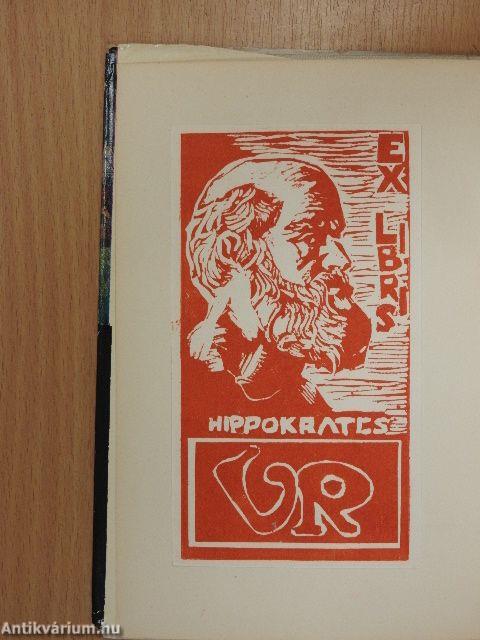 EX
LIBRIS
HIPPOKRATES
VR
Antikvárium.hu